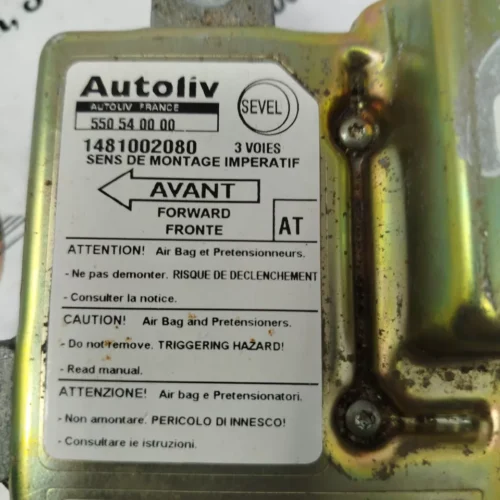 Autoliv
AUTOLIV FRANCE
SEVEL
550 54 00 00
1481002080 3 VOIES
SENS DE MONTAGE IMPERATIF
AVANT
FORWARD
FRONTE
AT
ATTENTION! Air Bag et Pretensionneurs.
- Ne pas demonter. RISQUE DE DECLENCHEMENT
- Consulter la notice.
CAUTION! Air Bag and Pretensioners.
- Do not remove. TRIGGERING HAZARD!
- Read manual.
ATTENZIONE! Air bag e Pretensionatori.
- Non amontare. PERICOLO DI INNESCO!
- Consultare ie istruzioni.